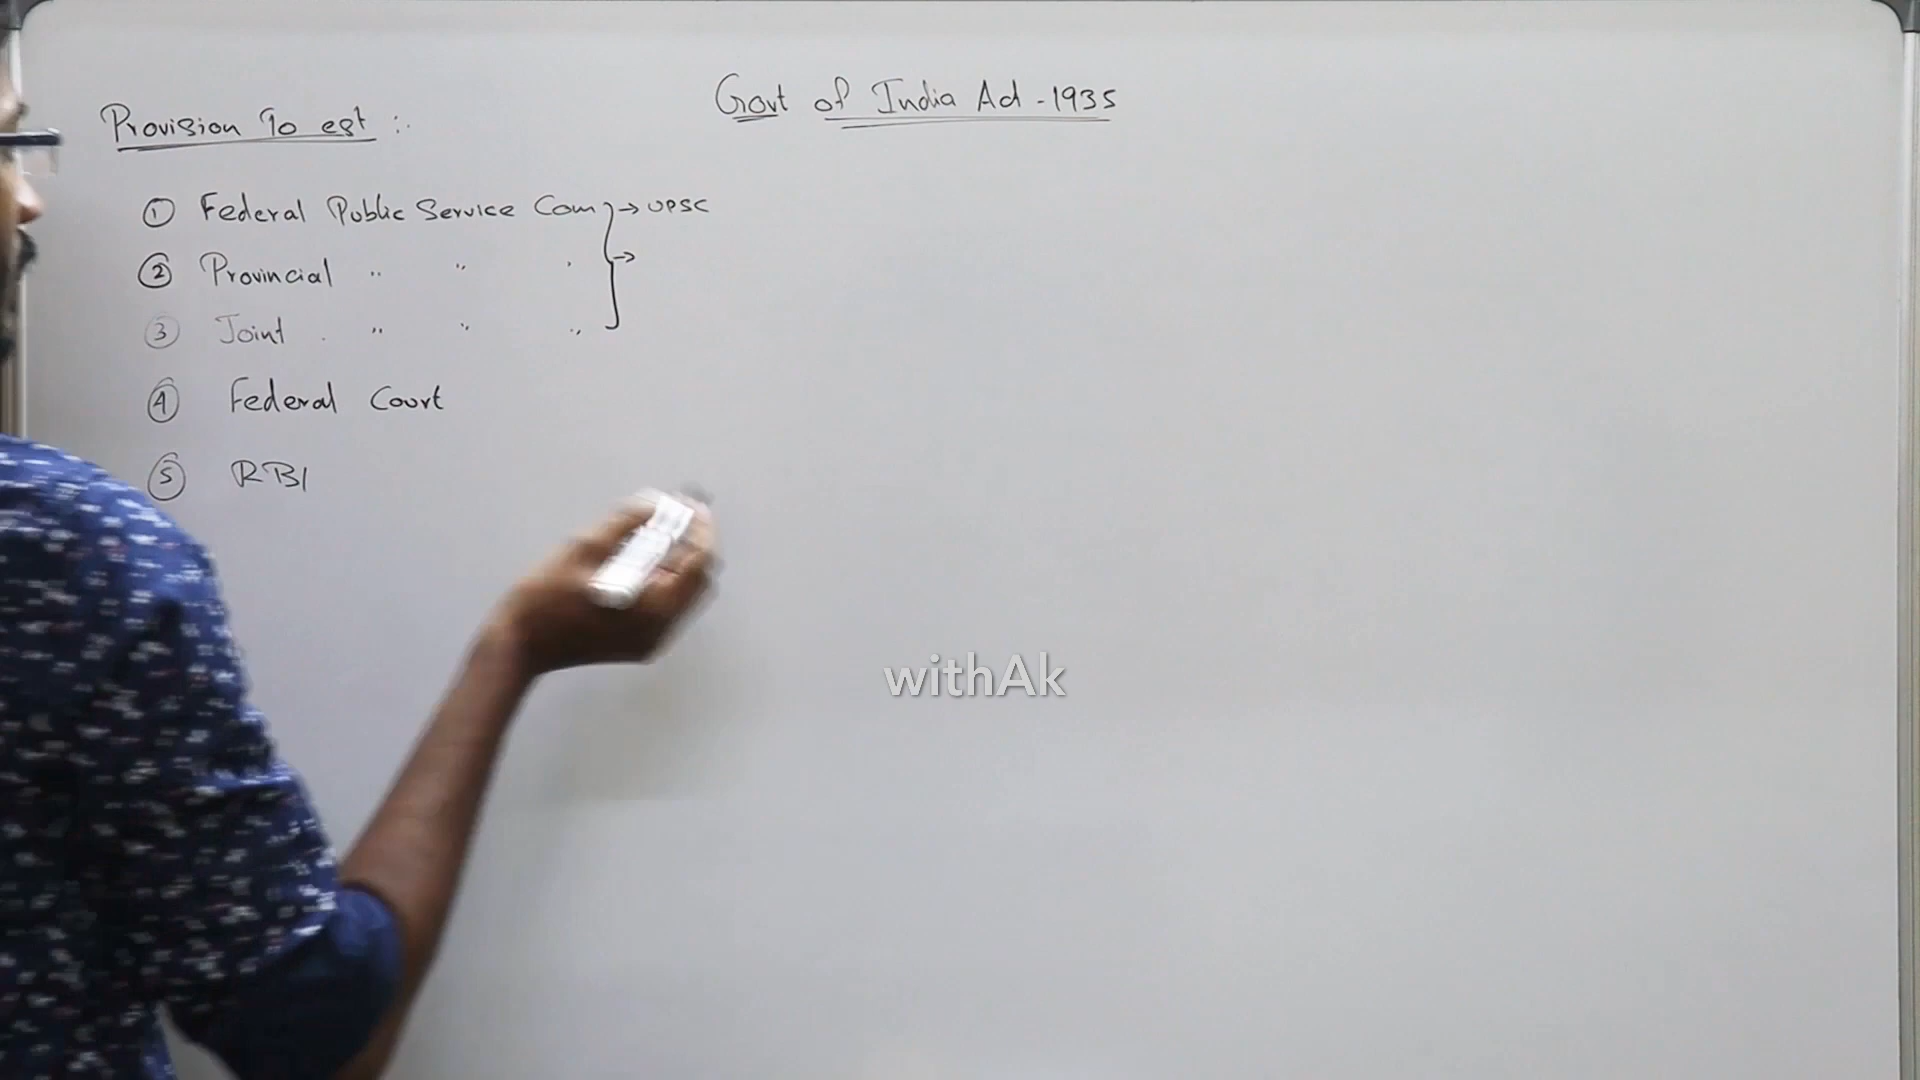 Govt of India Act - 1935
Provision To est :-
① Federal Public Service Com } → UPSC
② Provincial " " " } →
③ Joint " " "
④ Federal Court
⑤ RBI
withAk